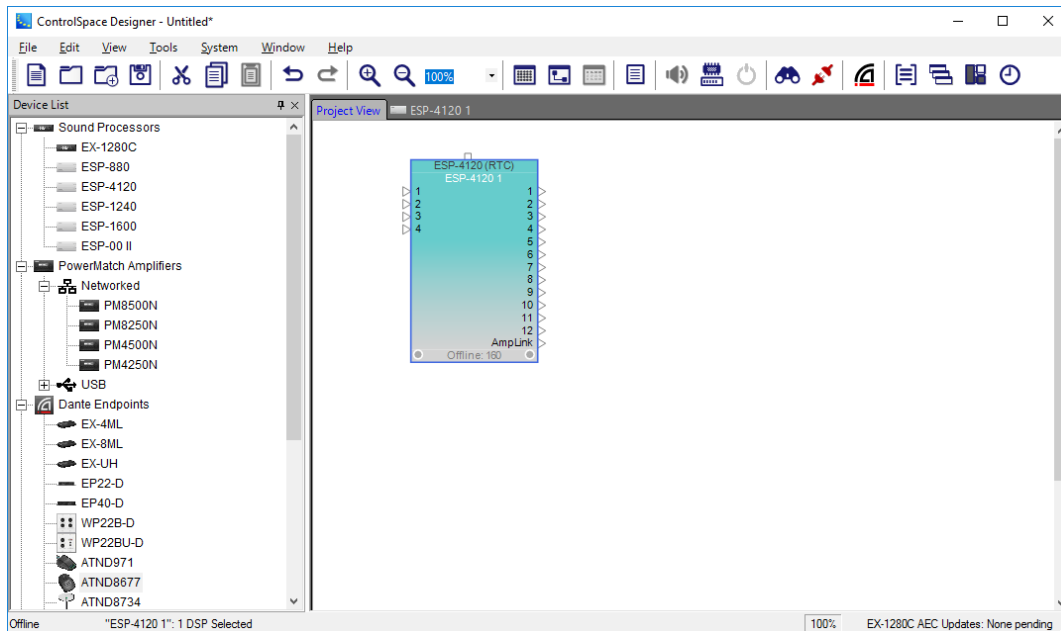 ControlSpace Designer - Untitled*
File Edit View Tools System Window Help
100%
Device List
Project View ESP-4120 1
Sound Processors
EX-1280C
ESP-880
ESP-4120
ESP-1240
ESP-1600
ESP-00 II
PowerMatch Amplifiers
Networked
PM8500N
PM8250N
PM4500N
PM4250N
USB
Dante Endpoints
EX-4ML
EX-8ML
EX-UH
EP22-D
EP40-D
WP22B-D
WP22BU-D
ATND971
ATND8677
ATND8734
ESP-4120 (RTC)
ESP-4120 1
1 1
2 2
3 3
4 4
5
6
7
8
9
10
11
12
AmpLink
Offline: 160
Offline "ESP-4120 1": 1 DSP Selected 100% EX-1280C AEC Updates: None pending